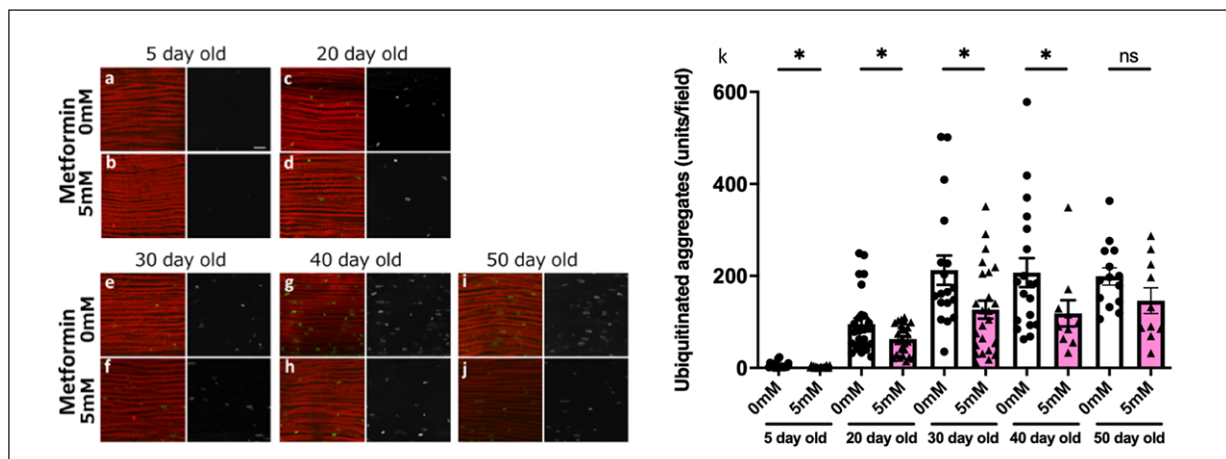 5 day old 20 day old
Metformin
0mM
5mM
a
c
b
d
30 day old 40 day old 50 day old
Metformin
0mM
5mM
e
g
i
f
h
j
k
* * * * ns
Ubiquitinated aggregates (units/field)
600
400
200
0
0mM 5mM 0mM 5mM 0mM 5mM 0mM 5mM 0mM 5mM
5 day old 20 day old 30 day old 40 day old 50 day old